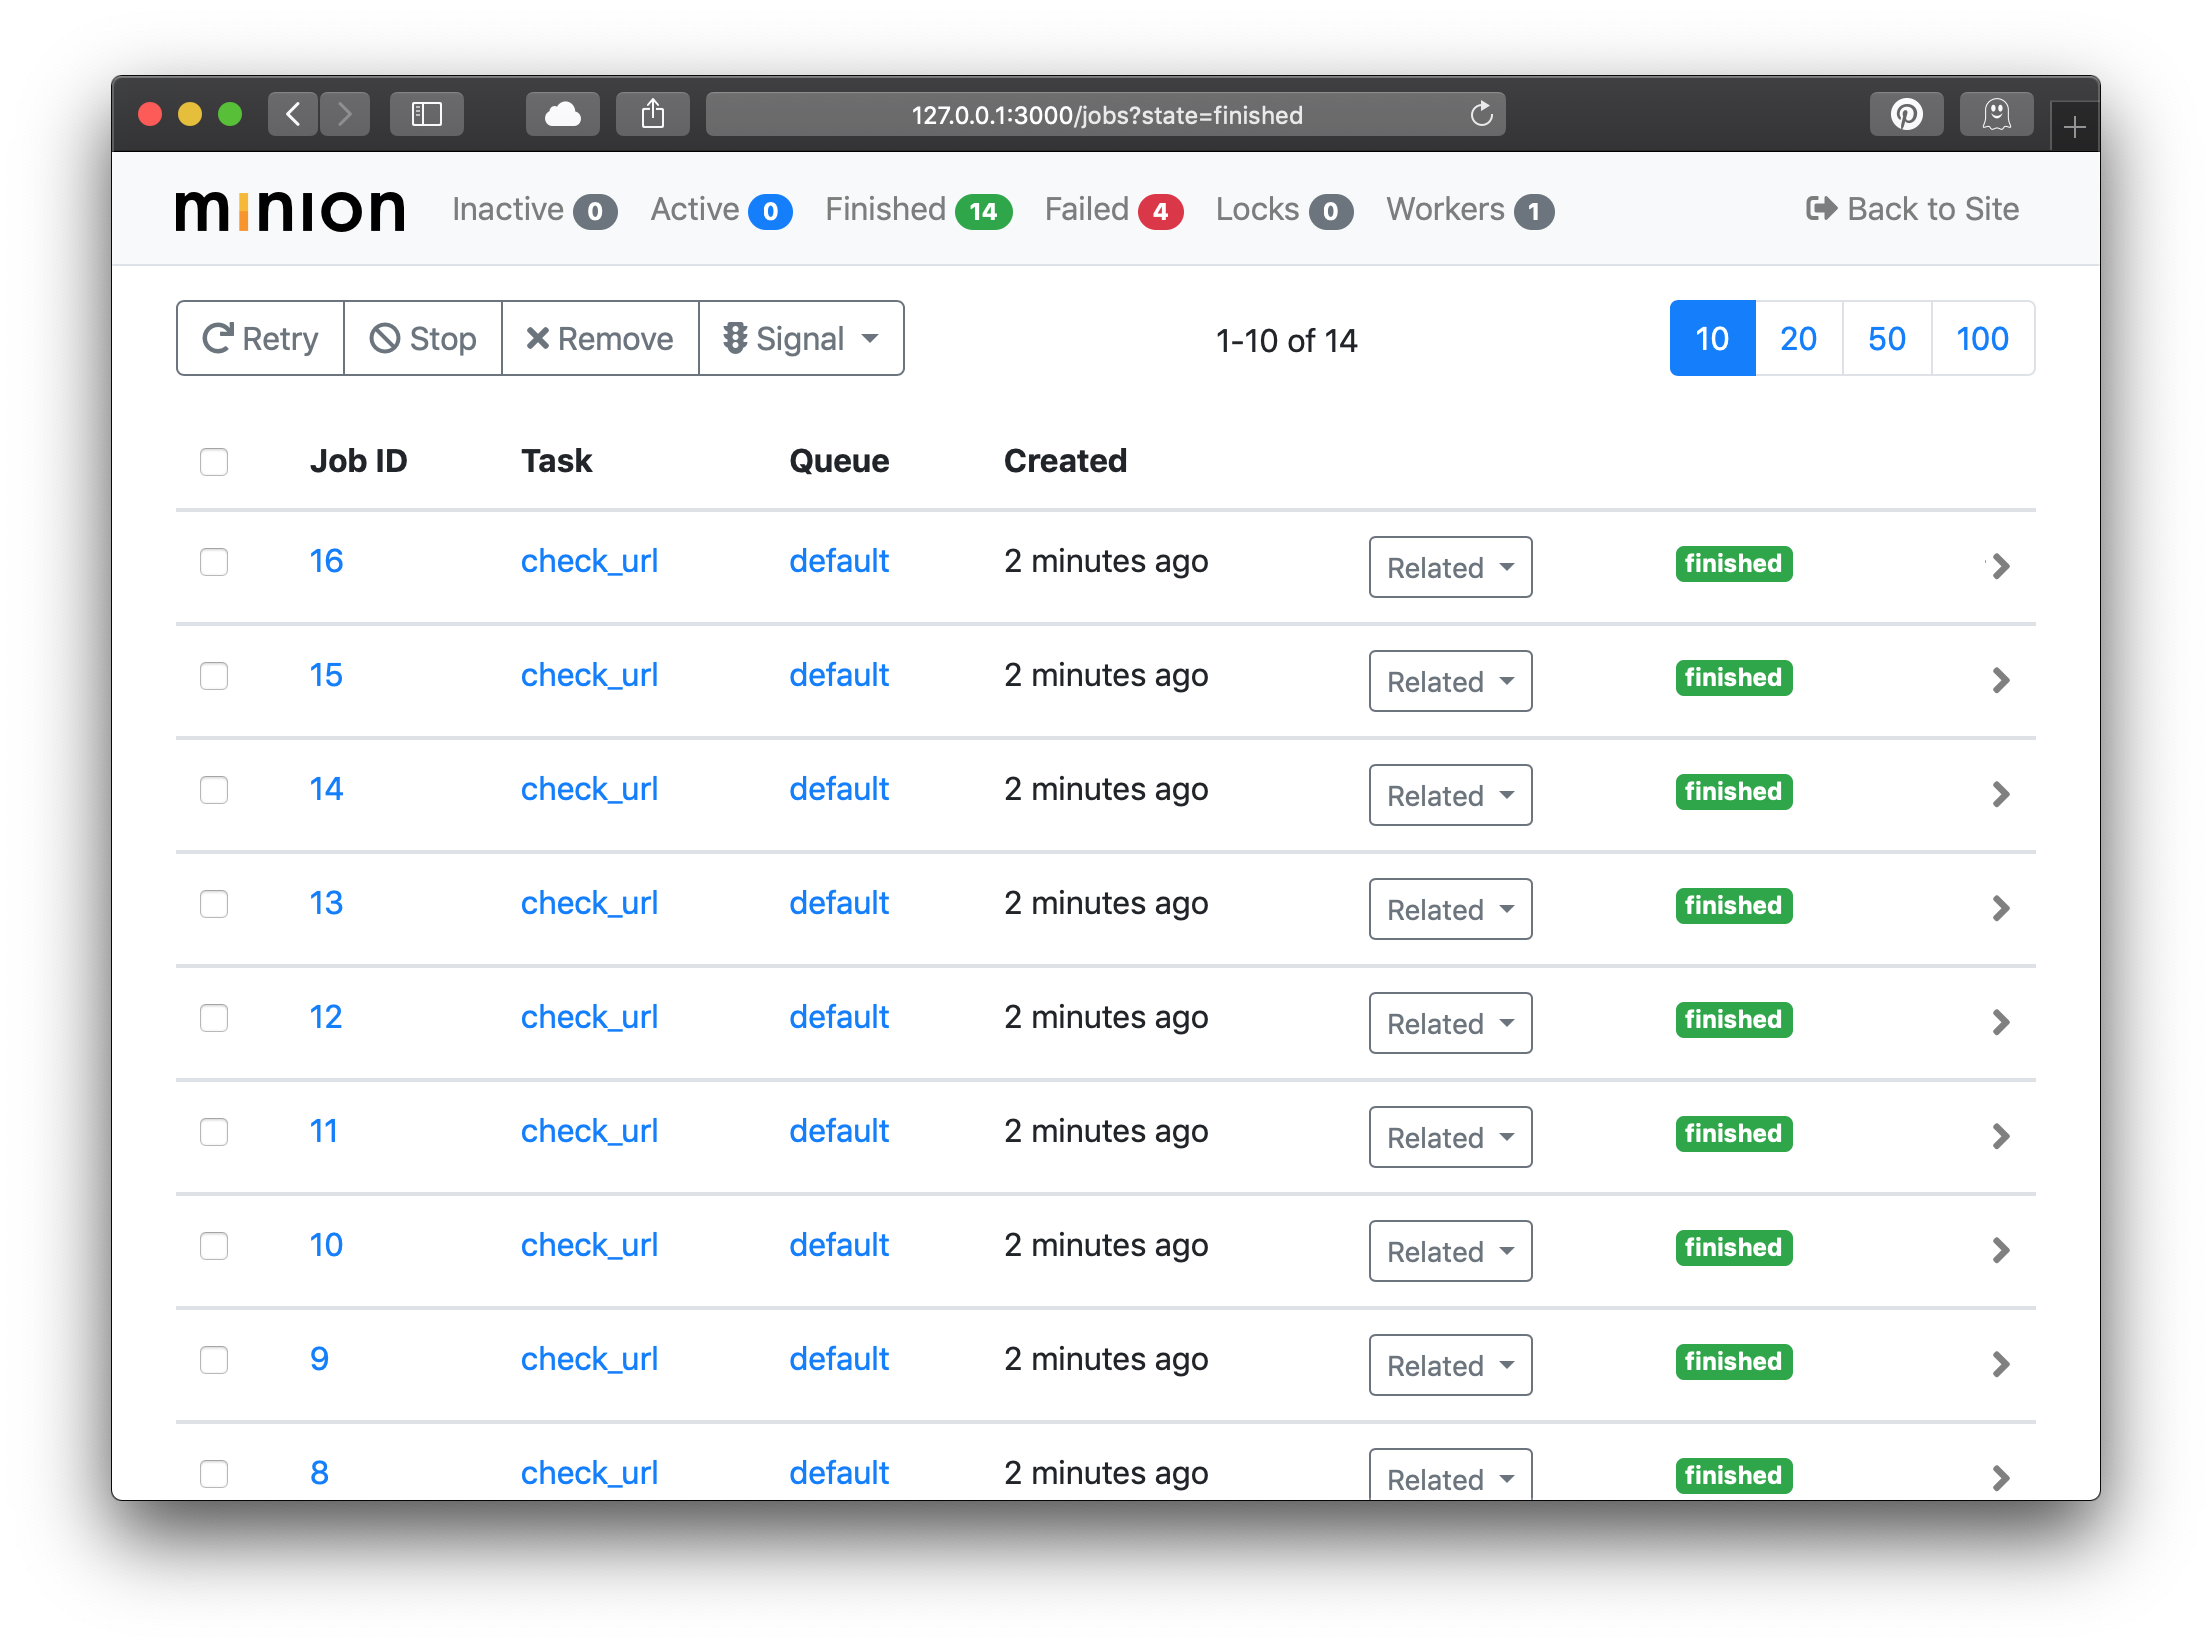 127.0.0.1:3000/jobs?state=finished
minion Inactive 0 Active 0 Finished 14 Failed 4 Locks 0 Workers 1 Back to Site
Retry Stop Remove Signal 1-10 of 14 10 20 50 100
Job ID Task Queue Created
16 check_url default 2 minutes ago Related finished
15 check_url default 2 minutes ago Related finished
14 check_url default 2 minutes ago Related finished
13 check_url default 2 minutes ago Related finished
12 check_url default 2 minutes ago Related finished
11 check_url default 2 minutes ago Related finished
10 check_url default 2 minutes ago Related finished
9 check_url default 2 minutes ago Related finished
8 check_url default 2 minutes ago Related finished